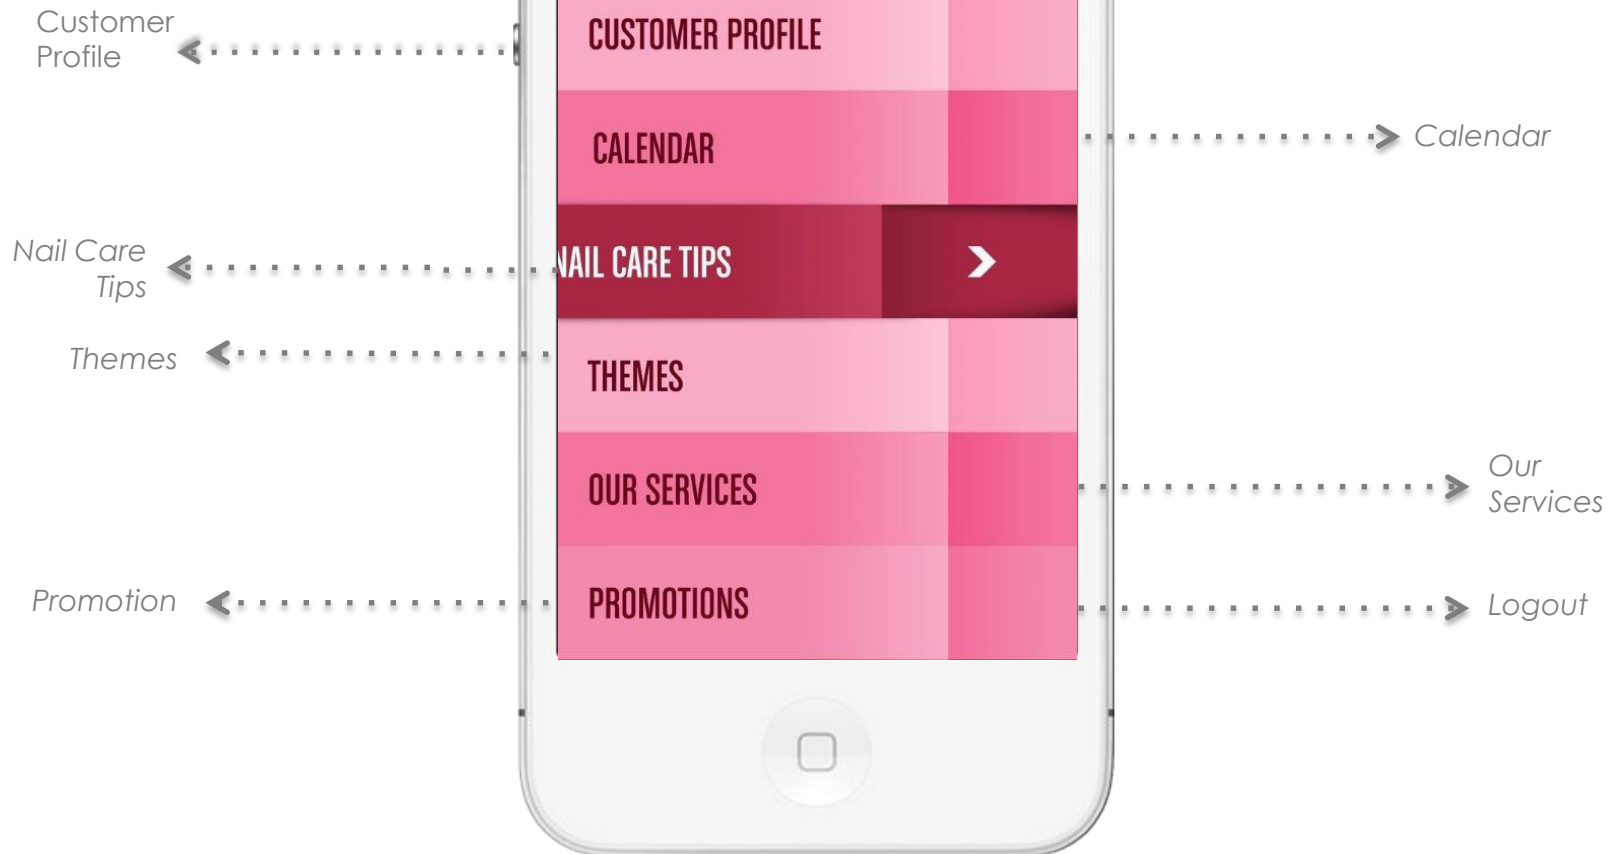 Customer
Profile
CUSTOMER PROFILE
CALENDAR
Calendar
Nail Care
Tips
NAIL CARE TIPS
Themes
THEMES
OUR SERVICES
Our
Services
Promotion
PROMOTIONS
Logout